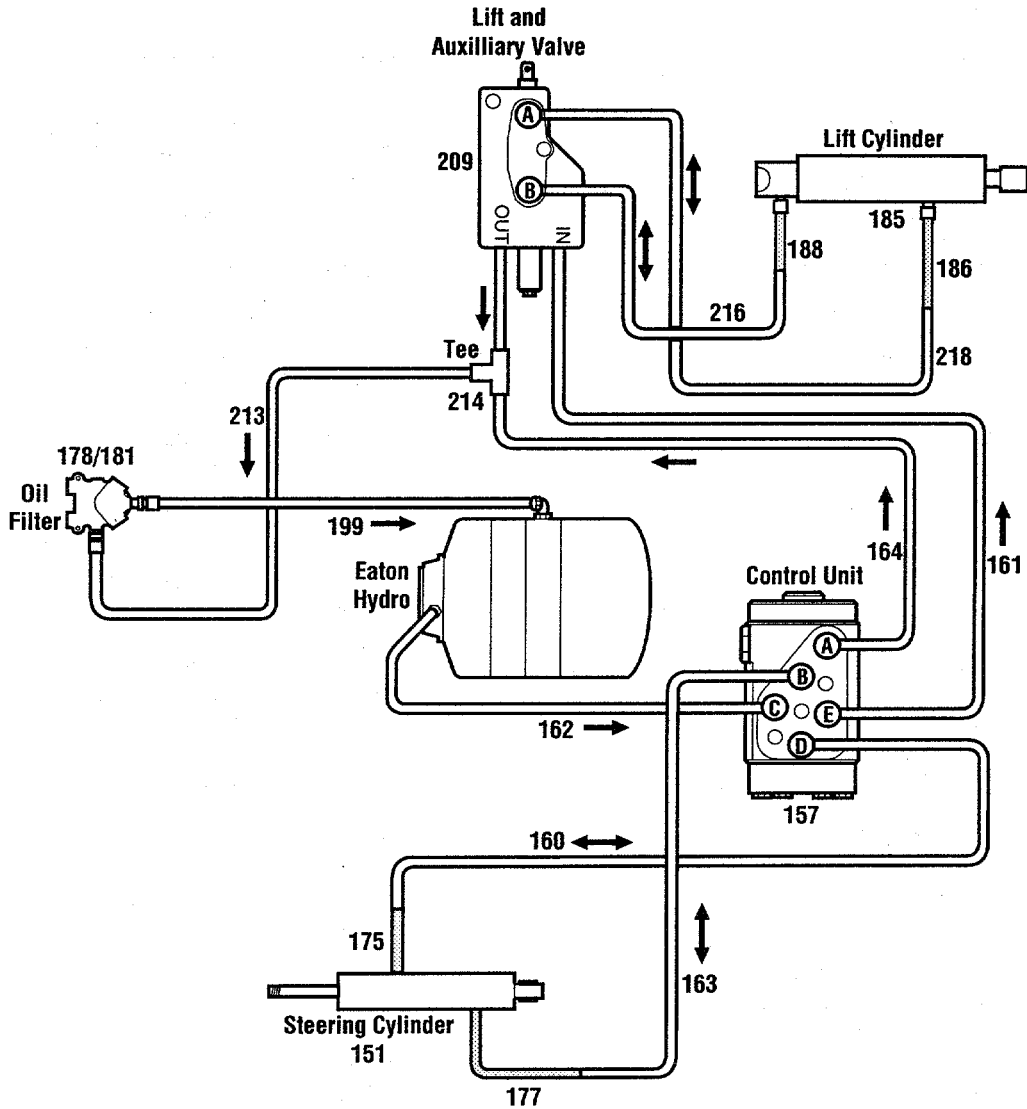 Lift and
Auxilliary Valve
A
209
B
OUT
IN
Lift Cylinder
185
188
186
216
218
Tee
214
213
178/181
Oil
Filter
199
Eaton
Hydro
164
161
Control Unit
A
B
C
E
D
162
157
160
175
163
Steering Cylinder
151
177